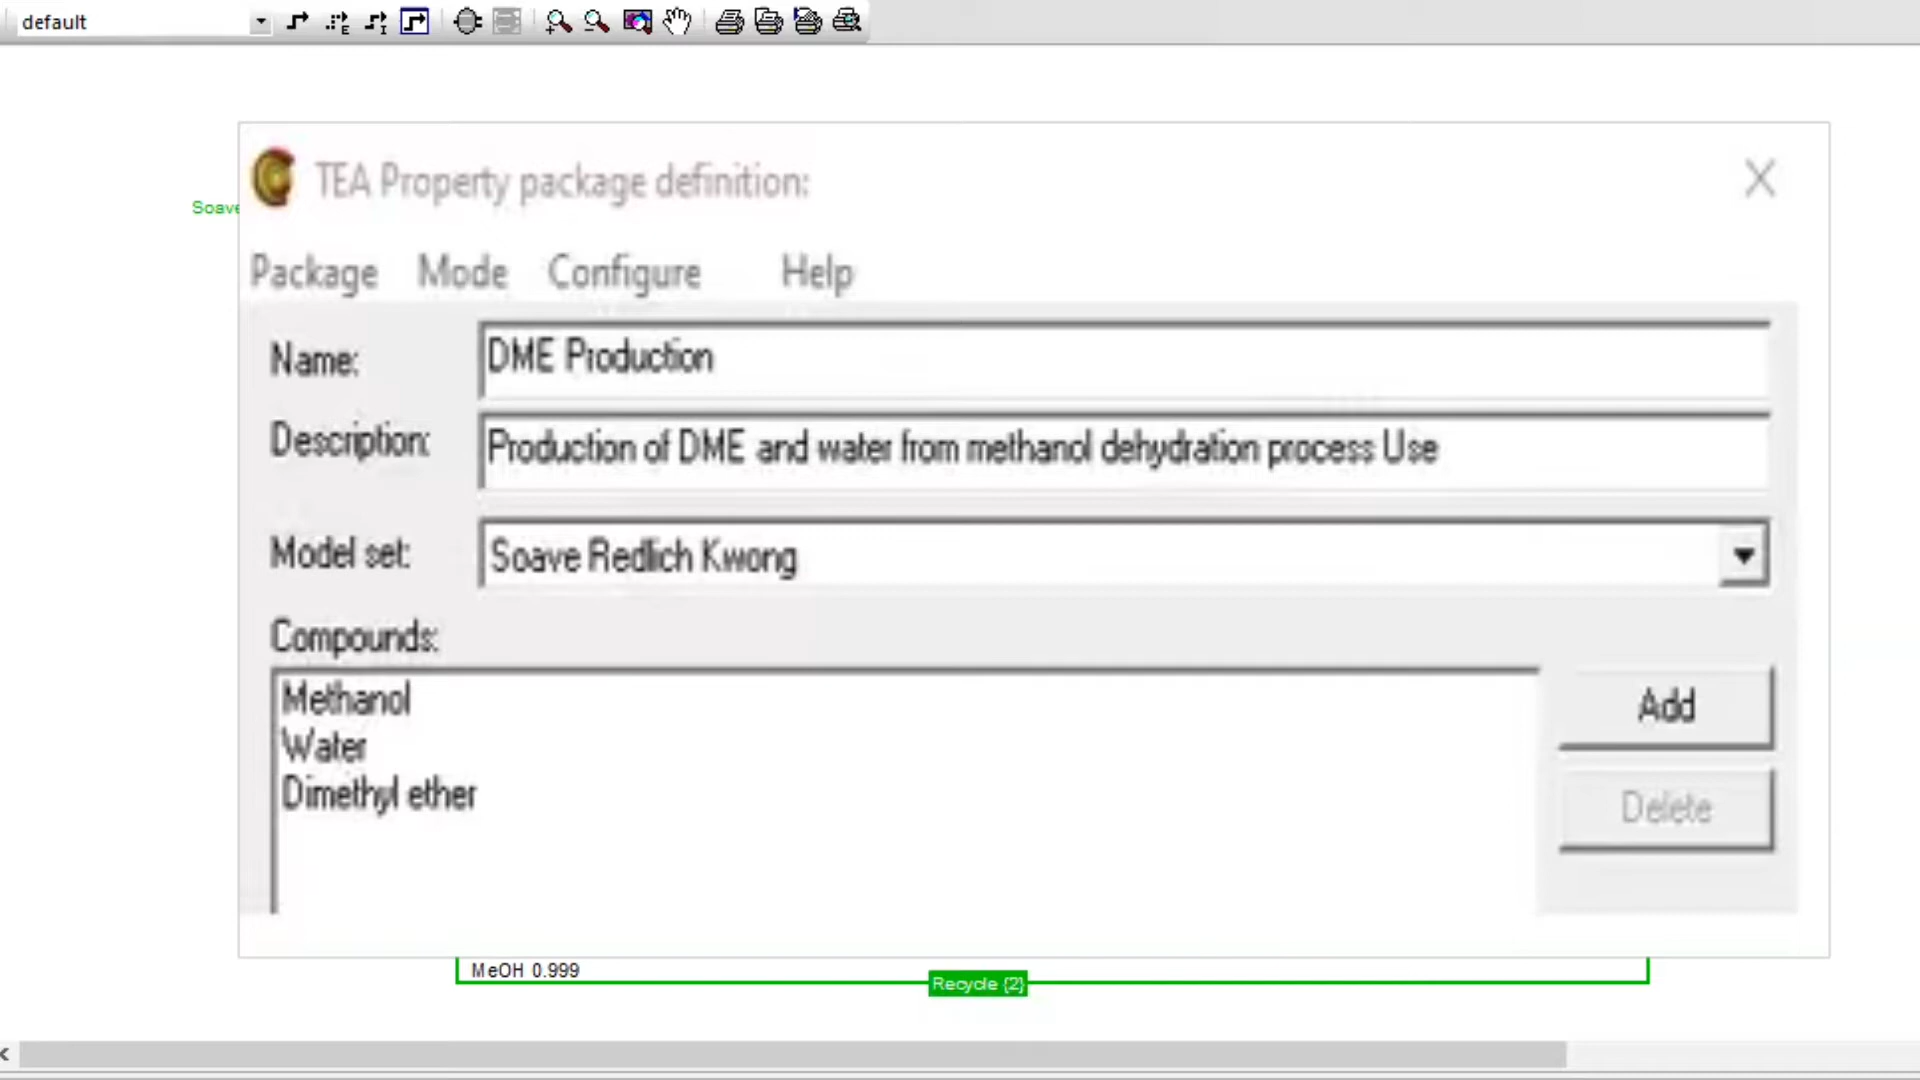 default
Soave
TEA Property package definition:
Package Mode Configure Help
Name: DME Production
Description: Production of DME and water from methanol dehydration process Use
Model set: Soave Redlich Kwong
Compounds:
Methanol
Water
Dimethyl ether
Add
Delete
MeOH 0.999
Recycle {2}